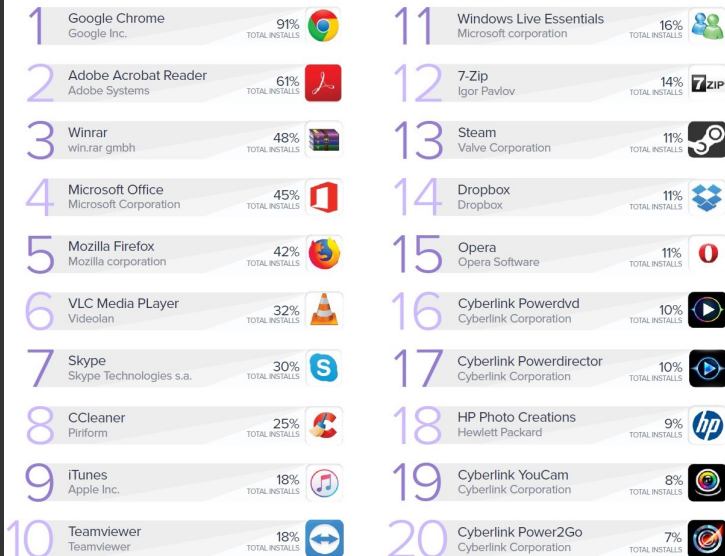 1
Google Chrome
Google Inc.
91%
TOTAL INSTALLS
2
Adobe Acrobat Reader
Adobe Systems
61%
TOTAL INSTALLS
3
Winrar
win.rar gmbh
48%
TOTAL INSTALLS
4
Microsoft Office
Microsoft Corporation
45%
TOTAL INSTALLS
5
Mozilla Firefox
Mozilla corporation
42%
TOTAL INSTALLS
6
VLC Media PLayer
Videolan
32%
TOTAL INSTALLS
7
Skype
Skype Technologies s.a.
30%
TOTAL INSTALLS
S
8
CCleaner
Piriform
25%
TOTAL INSTALLS
9
iTunes
Apple Inc.
18%
TOTAL INSTALLS
10
Teamviewer
Teamviewer
18%
TOTAL INSTALLS
11
Windows Live Essentials
Microsoft corporation
16%
TOTAL INSTALLS
12
7-Zip
Igor Pavlov
14%
TOTAL INSTALLS
7ZIP
13
Steam
Valve Corporation
11%
TOTAL INSTALLS
14
Dropbox
Dropbox
11%
TOTAL INSTALLS
15
Opera
Opera Software
11%
TOTAL INSTALLS
16
Cyberlink Powerdvd
Cyberlink Corporation
10%
TOTAL INSTALLS
17
Cyberlink Powerdirector
Cyberlink Corporation
10%
TOTAL INSTALLS
18
HP Photo Creations
Hewlett Packard
9%
TOTAL INSTALLS
hp
19
Cyberlink YouCam
Cyberlink Corporation
8%
TOTAL INSTALLS
20
Cyberlink Power2Go
Cyberlink Corporation
7%
TOTAL INSTALLS